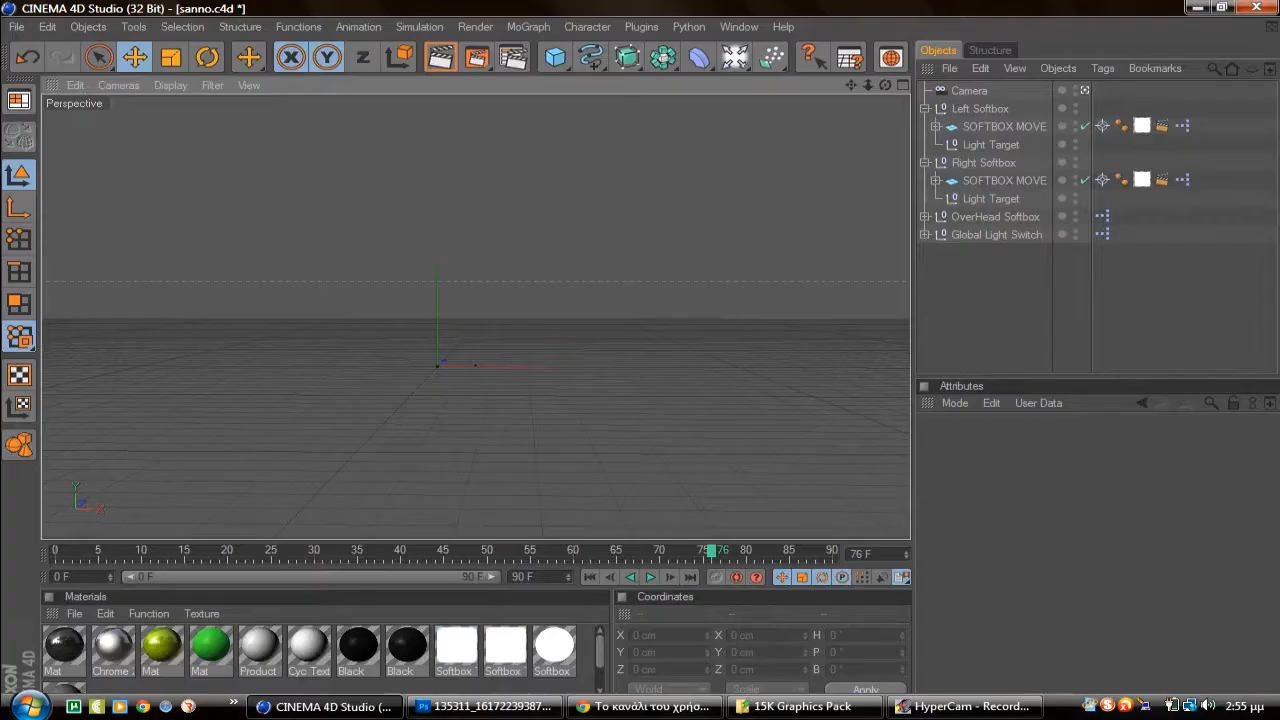 CINEMA 4D Studio (32 Bit) - [sanno.c4d *]
File Edit Objects Tools Selection Structure Functions Animation Simulation Render MoGraph Character Plugins Python Window Help
Objects Structure
File Edit View Objects Tags Bookmarks
Edit Cameras Display Filter View
Perspective
Camera
Left Softbox
SOFTBOX MOVE
Light Target
Right Softbox
SOFTBOX MOVE
Light Target
OverHead Softbox
Global Light Switch
Attributes
Mode Edit User Data
Y
X
0 5 10 15 20 25 30 35 40 45 50 55 60 65 70 75 76 80 85 90
76 F
0 F 0 F 90 F 90 F
Materials
File Edit Function Texture
Mat Chrome Mat Mat Product Cyc Text Black Black Softbox Softbox Softbox
Coordinates
-- -- --
X 0 cm X 0 cm H 0 °
Y 0 cm Y 0 cm P 0 °
Z 0 cm Z 0 cm B 0 °
World Scale Apply
CINEMA 4D Studio (... 135311_16172239387... Το κανάλι του χρήσ... 15K Graphics Pack HyperCam - Record... 2:55 μμ